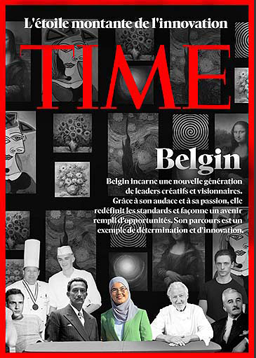 L'étoile montante de l'innovation
TIME
Belgin
Belgin incarne une nouvelle génération
de leaders créatifs et visionnaires.
Grâce à son audace et à sa passion, elle
redéfinit les standards et façonne un avenir
rempli d'opportunités. Son parcours est un
exemple de détermination et d'innovation.